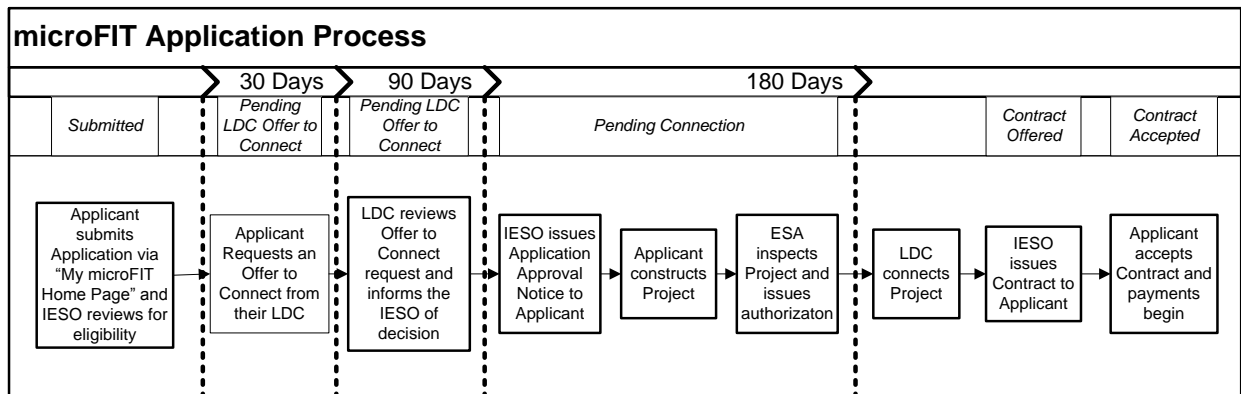 microFIT Application Process
30 Days
90 Days
180 Days
Submitted
Pending
LDC Offer to
Connect
Pending LDC
Offer to
Connect
Pending Connection
Contract
Offered
Contract
Accepted
Applicant
submits
Application via
“My microFIT
Home Page” and
IESO reviews for
eligibility
Applicant
Requests an
Offer to
Connect from
their LDC
LDC reviews
Offer to
Connect
request and
informs the
IESO of
decision
IESO issues
Application
Approval
Notice to
Applicant
Applicant
constructs
Project
ESA
inspects
Project and
issues
authorizaton
LDC
connects
Project
IESO
issues
Contract to
Applicant
Applicant
accepts
Contract and
payments
begin